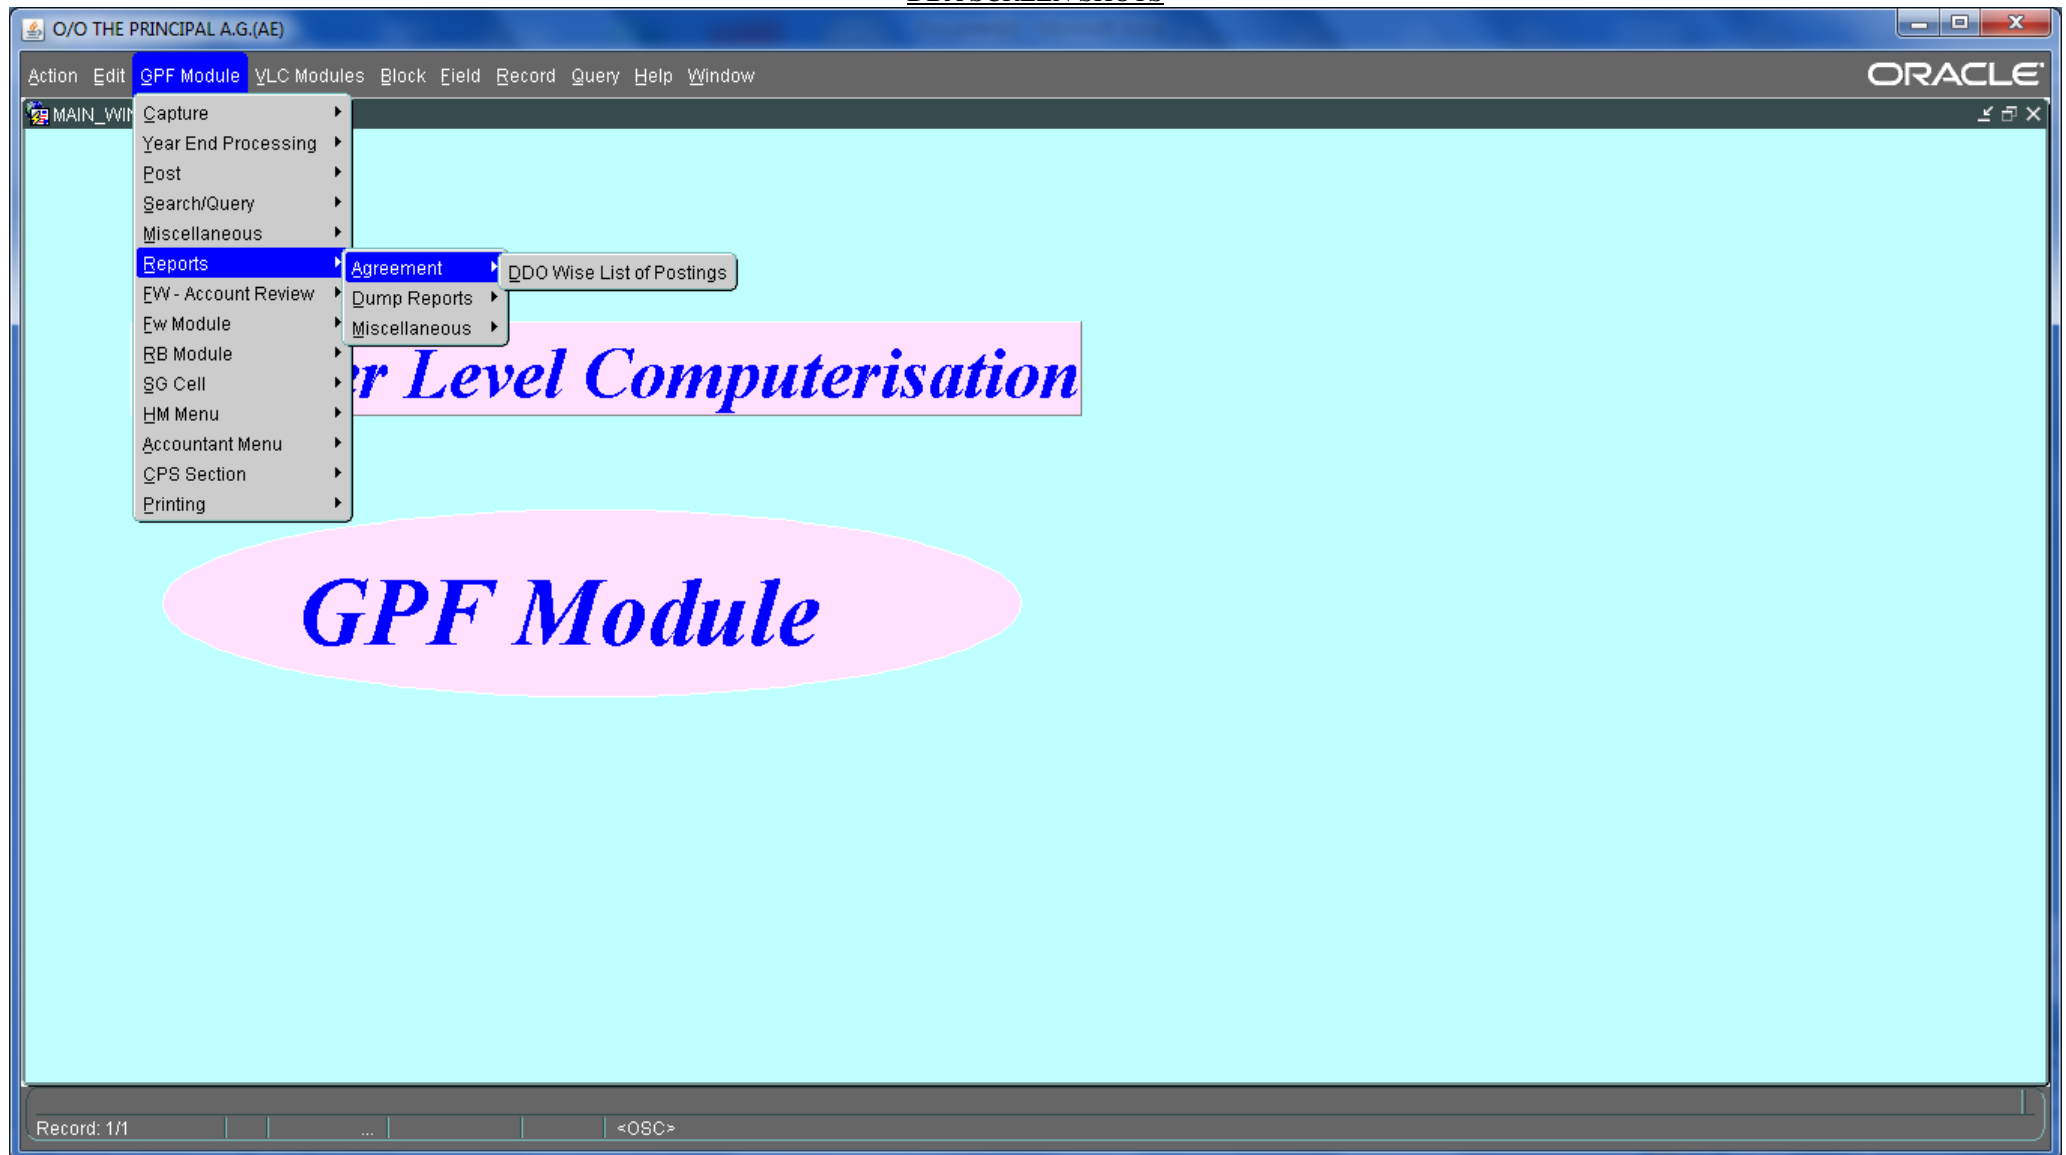 SCREEN SHOTS
O/O THE PRINCIPAL A.G.(AE)
Action Edit GPF Module VLC Modules Block Field Record Query Help Window
ORACLE
MAIN_WIN
Capture
Year End Processing
Post
Search/Query
Miscellaneous
Reports
FW - Account Review
Fw Module
RB Module
SG Cell
HM Menu
Accountant Menu
CPS Section
Printing
Agreement
Dump Reports
Miscellaneous
DDO Wise List of Postings
er Level Computerisation
GPF Module
Record: 1/1 ... <OSC>